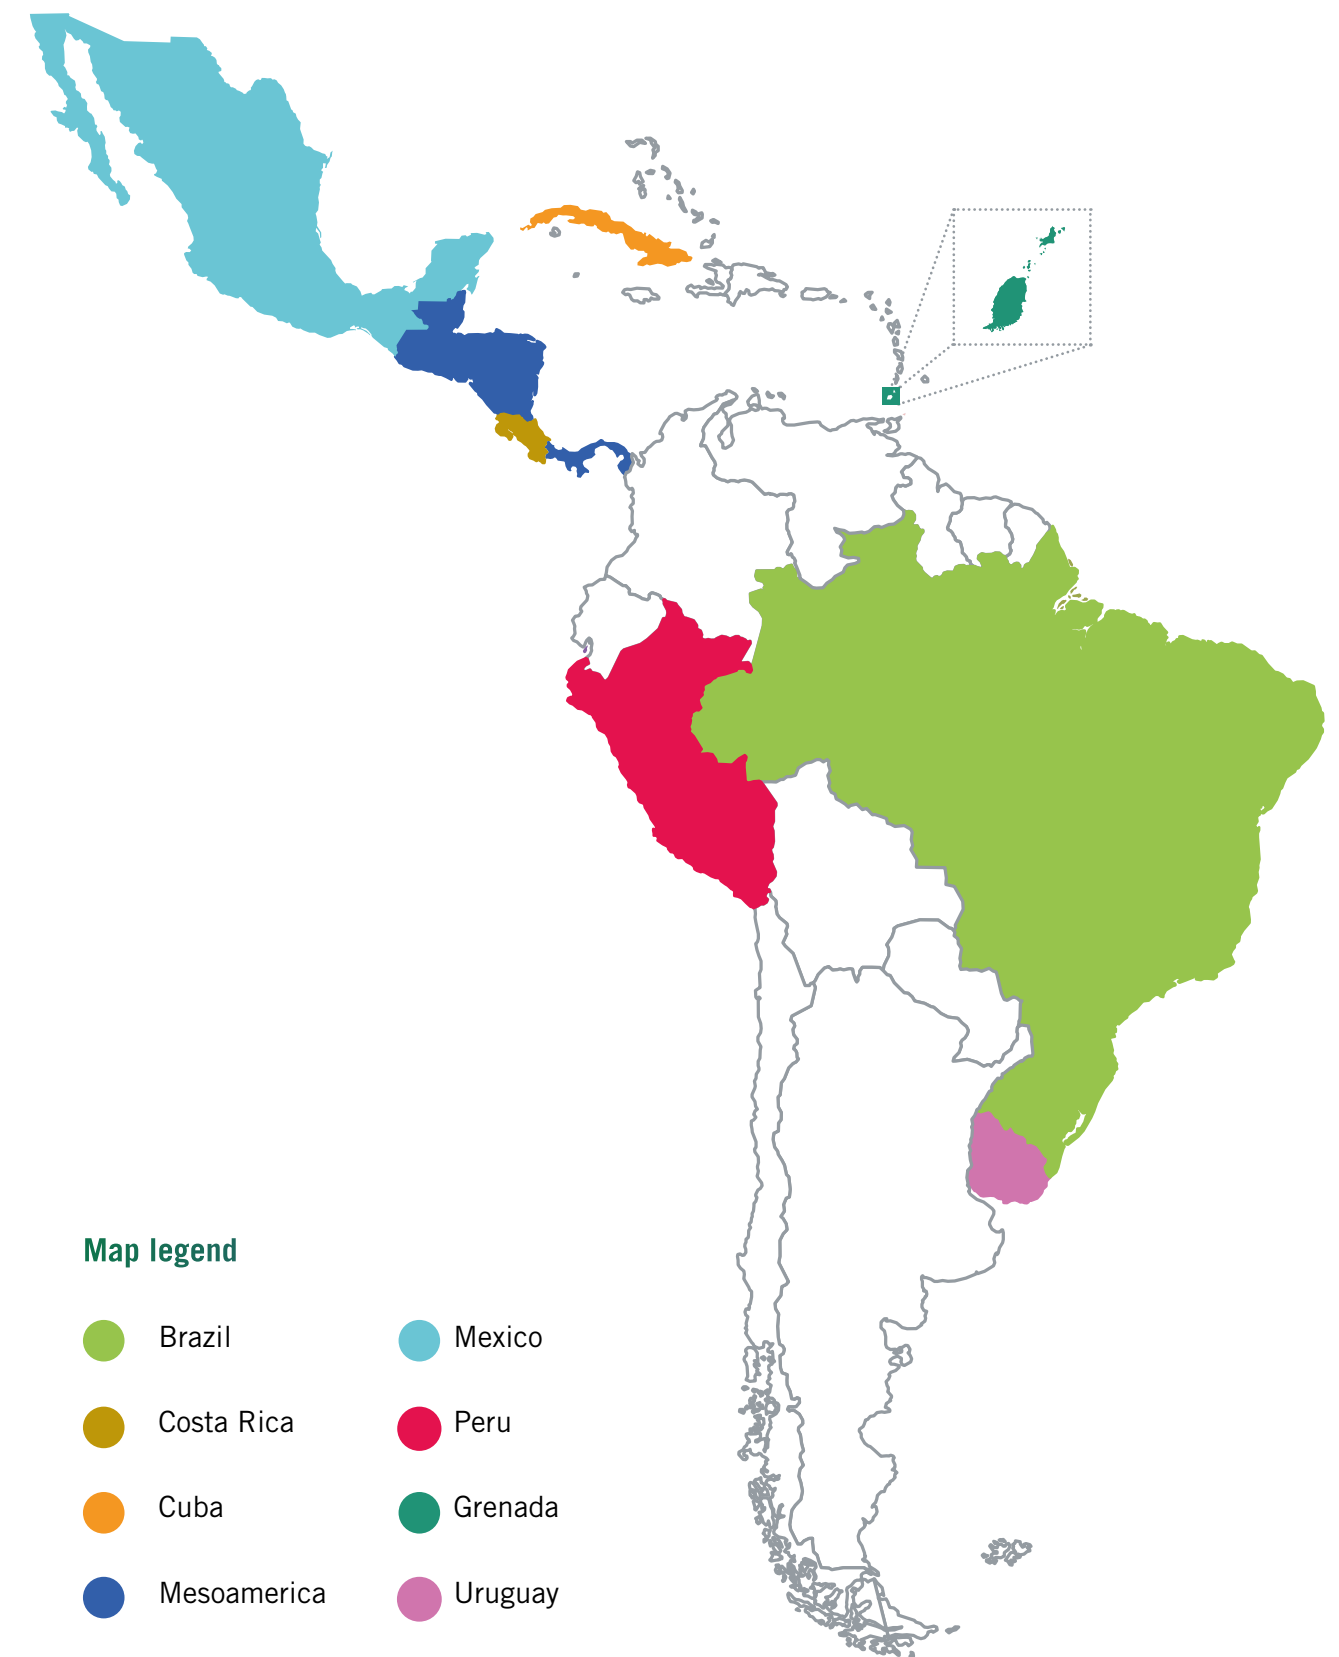 Map legend
Brazil
Costa Rica
Cuba
Mesoamerica
Mexico
Peru
Grenada
Uruguay